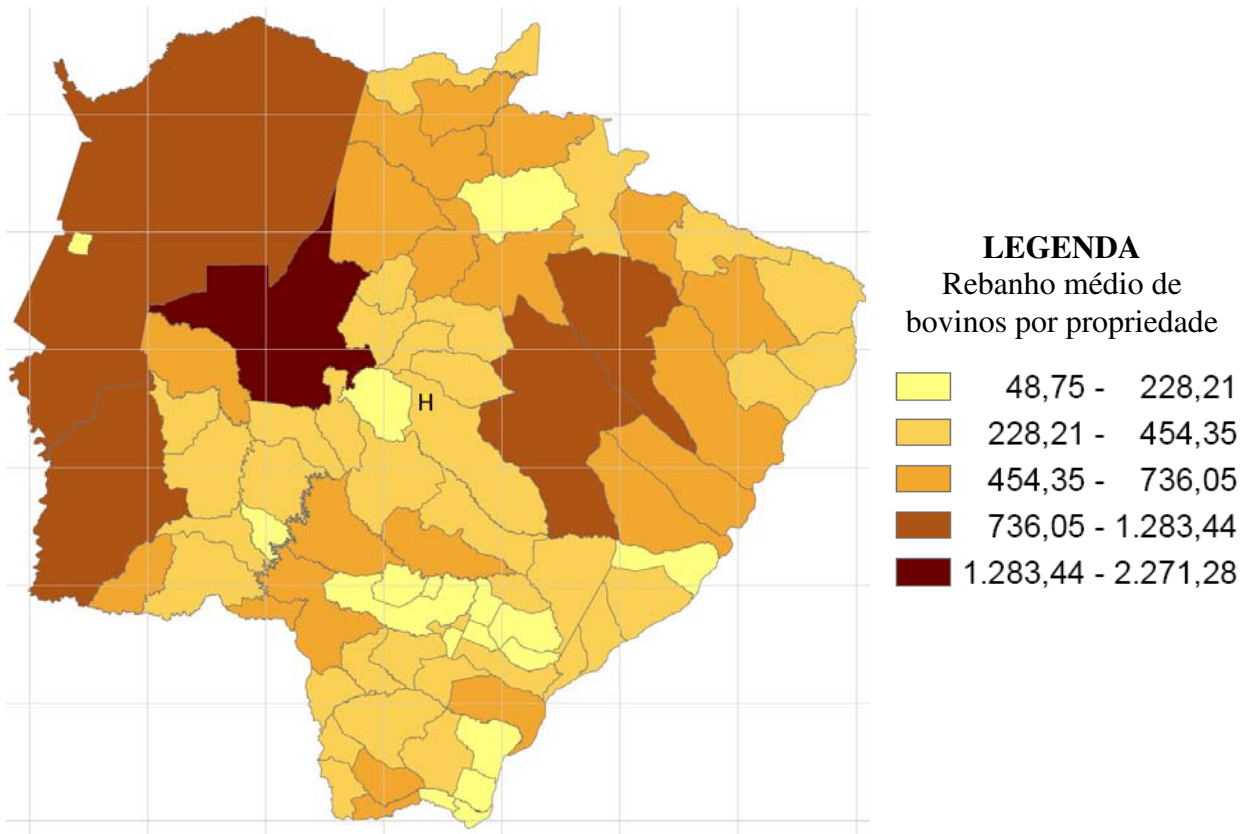 H
LEGENDA
Rebanho médio de
bovinos por propriedade
48,75 - 228,21
228,21 - 454,35
454,35 - 736,05
736,05 - 1.283,44
1.283,44 - 2.271,28